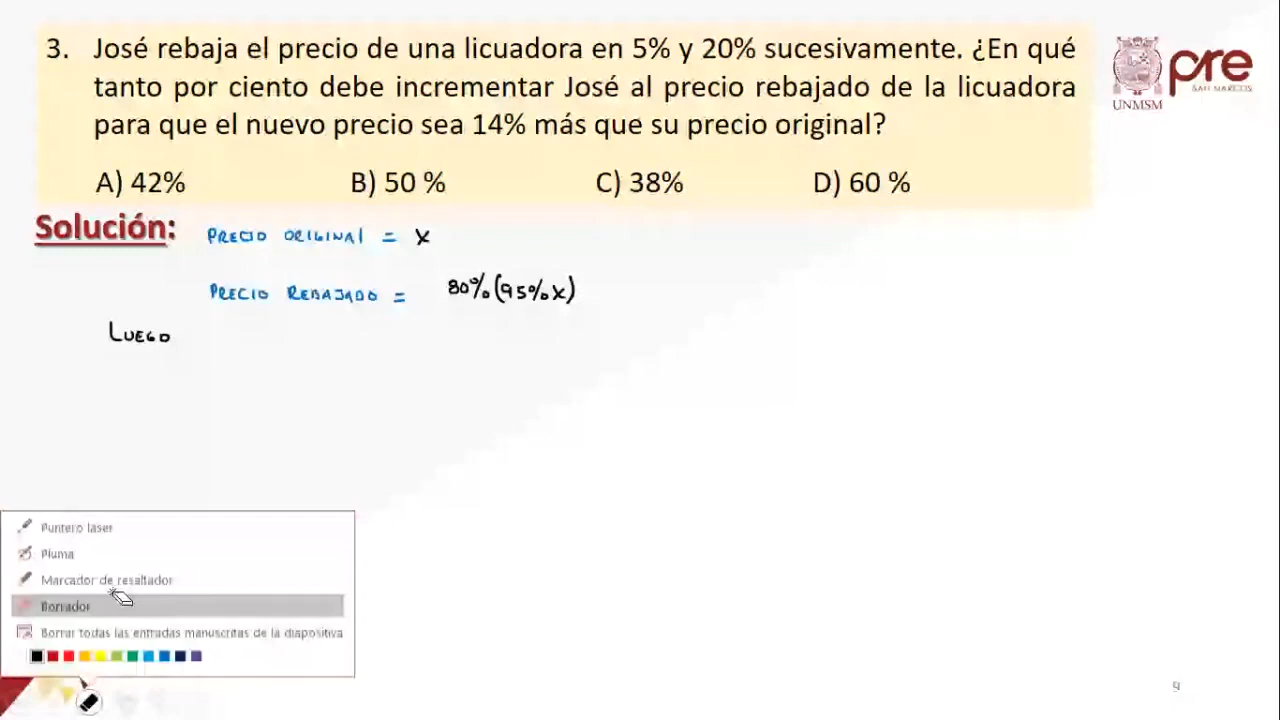 3. José rebaja el precio de una licuadora en 5% y 20% sucesivamente. ¿En qué
tanto por ciento debe incrementar José al precio rebajado de la licuadora
para que el nuevo precio sea 14% más que su precio original?
A) 42% B) 50 % C) 38% D) 60 %
UNMSM
pre
SAN MARCOS
Solución:
PRECIO ORIGINAL = X
PRECIO REBAJADO = 80%(95%X)
LUEGO
Puntero láser
Pluma
Marcador de resaltador
Borrador
Borrar todas las entradas manuscritas de la diapositiva
9